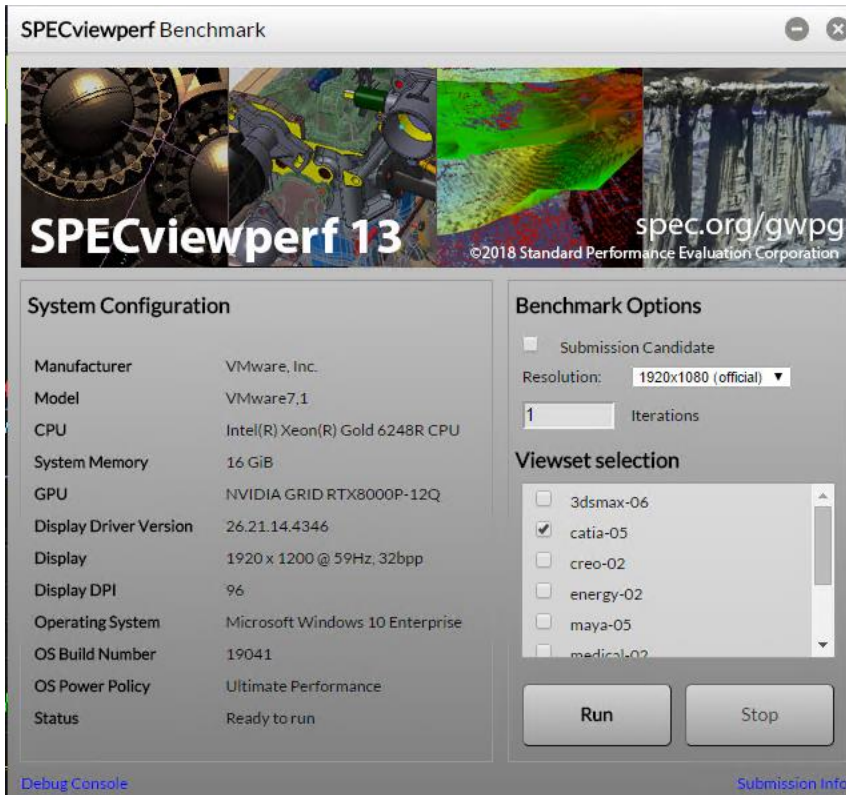 SPECviewperf Benchmark
SPECviewperf 13
spec.org/gwpg
©2018 Standard Performance Evaluation Corporation
System Configuration
Manufacturer VMware, Inc.
Model VMware7,1
CPU Intel(R) Xeon(R) Gold 6248R CPU
System Memory 16 GiB
GPU NVIDIA GRID RTX8000P-12Q
Display Driver Version 26.21.14.4346
Display 1920 x 1200 @ 59Hz, 32bpp
Display DPI 96
Operating System Microsoft Windows 10 Enterprise
OS Build Number 19041
OS Power Policy Ultimate Performance
Status Ready to run
Benchmark Options
Submission Candidate
Resolution: 1920x1080 (official)
1 Iterations
Viewset selection
3dsmax-06
catia-05
creo-02
energy-02
maya-05
medical-02
Run Stop
Debug Console Submission Info